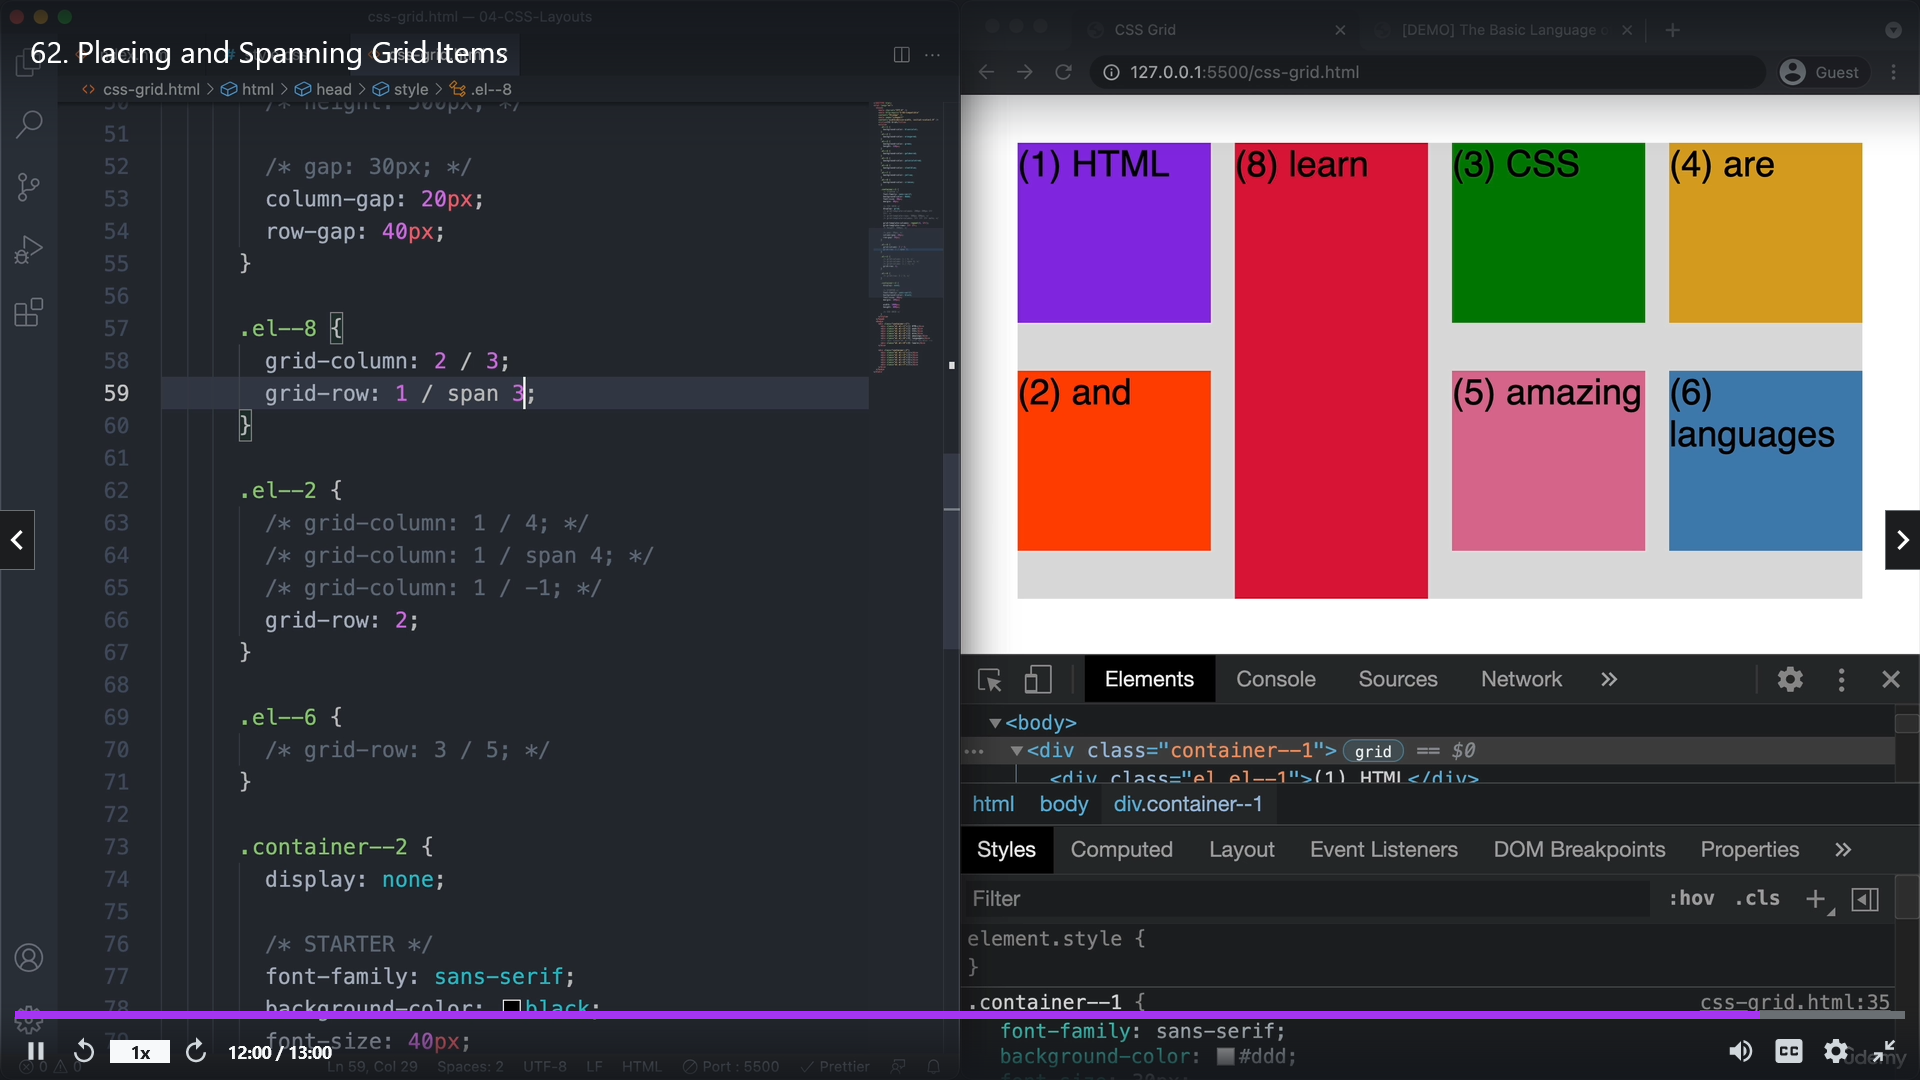 css-grid.html — 04-CSS-Layouts
62. Placing and Spanning Grid Items
css-grid.html > html > head > style > .el--8
50 /* height: 500px; */
51
52 /* gap: 30px; */
53 column-gap: 20px;
54 row-gap: 40px;
55 }
56
57 .el--8 {
58 grid-column: 2 / 3;
59 grid-row: 1 / span 3;
60 }
61
62 .el--2 {
63 /* grid-column: 1 / 4; */
64 /* grid-column: 1 / span 4; */
65 /* grid-column: 1 / -1; */
66 grid-row: 2;
67 }
68
69 .el--6 {
70 /* grid-row: 3 / 5; */
71 }
72
73 .container--2 {
74 display: none;
75
76 /* STARTER */
77 font-family: sans-serif;
78 background-color: black;
79 font-size: 40px;
1x
12:00 / 13:00
0 0
Ln 59, Col 29 Spaces: 2 UTF-8 LF HTML Port : 5500 Prettier
CSS Grid
[DEMO] The Basic Language o
127.0.0.1:5500/css-grid.html
Guest
(1) HTML
(8) learn
(3) CSS
(4) are
(2) and
(5) amazing
(6)
languages
Elements Console Sources Network
<body>
<div class="container--1"> grid == $0
<div class="el el--1">(1) HTML</div>
html body div.container--1
Styles Computed Layout Event Listeners DOM Breakpoints Properties
Filter
:hov .cls
element.style {
}
.container--1 {
css-grid.html:35
font-family: sans-serif;
background-color: #ddd;
font-size: 30px;
CC
Udemy